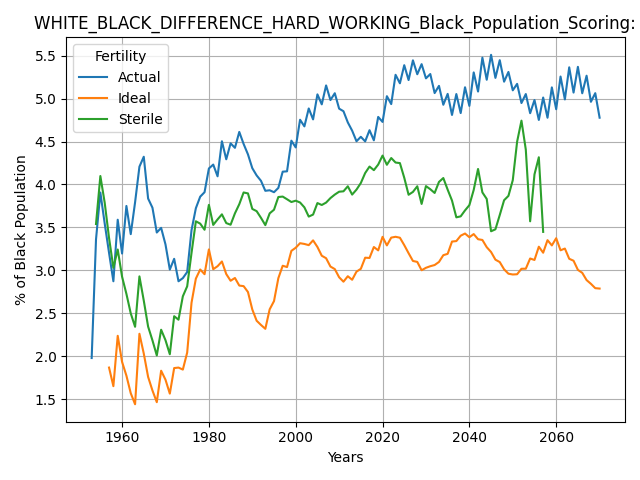 WHITE_BLACK_DIFFERENCE_HARD_WORKING_Black_Population_Scoring:
Fertility
Actual
Ideal
Sterile
% of Black Population
5.5
5.0
4.5
4.0
3.5
3.0
2.5
2.0
1.5
1960 1980 2000 2020 2040 2060
Years